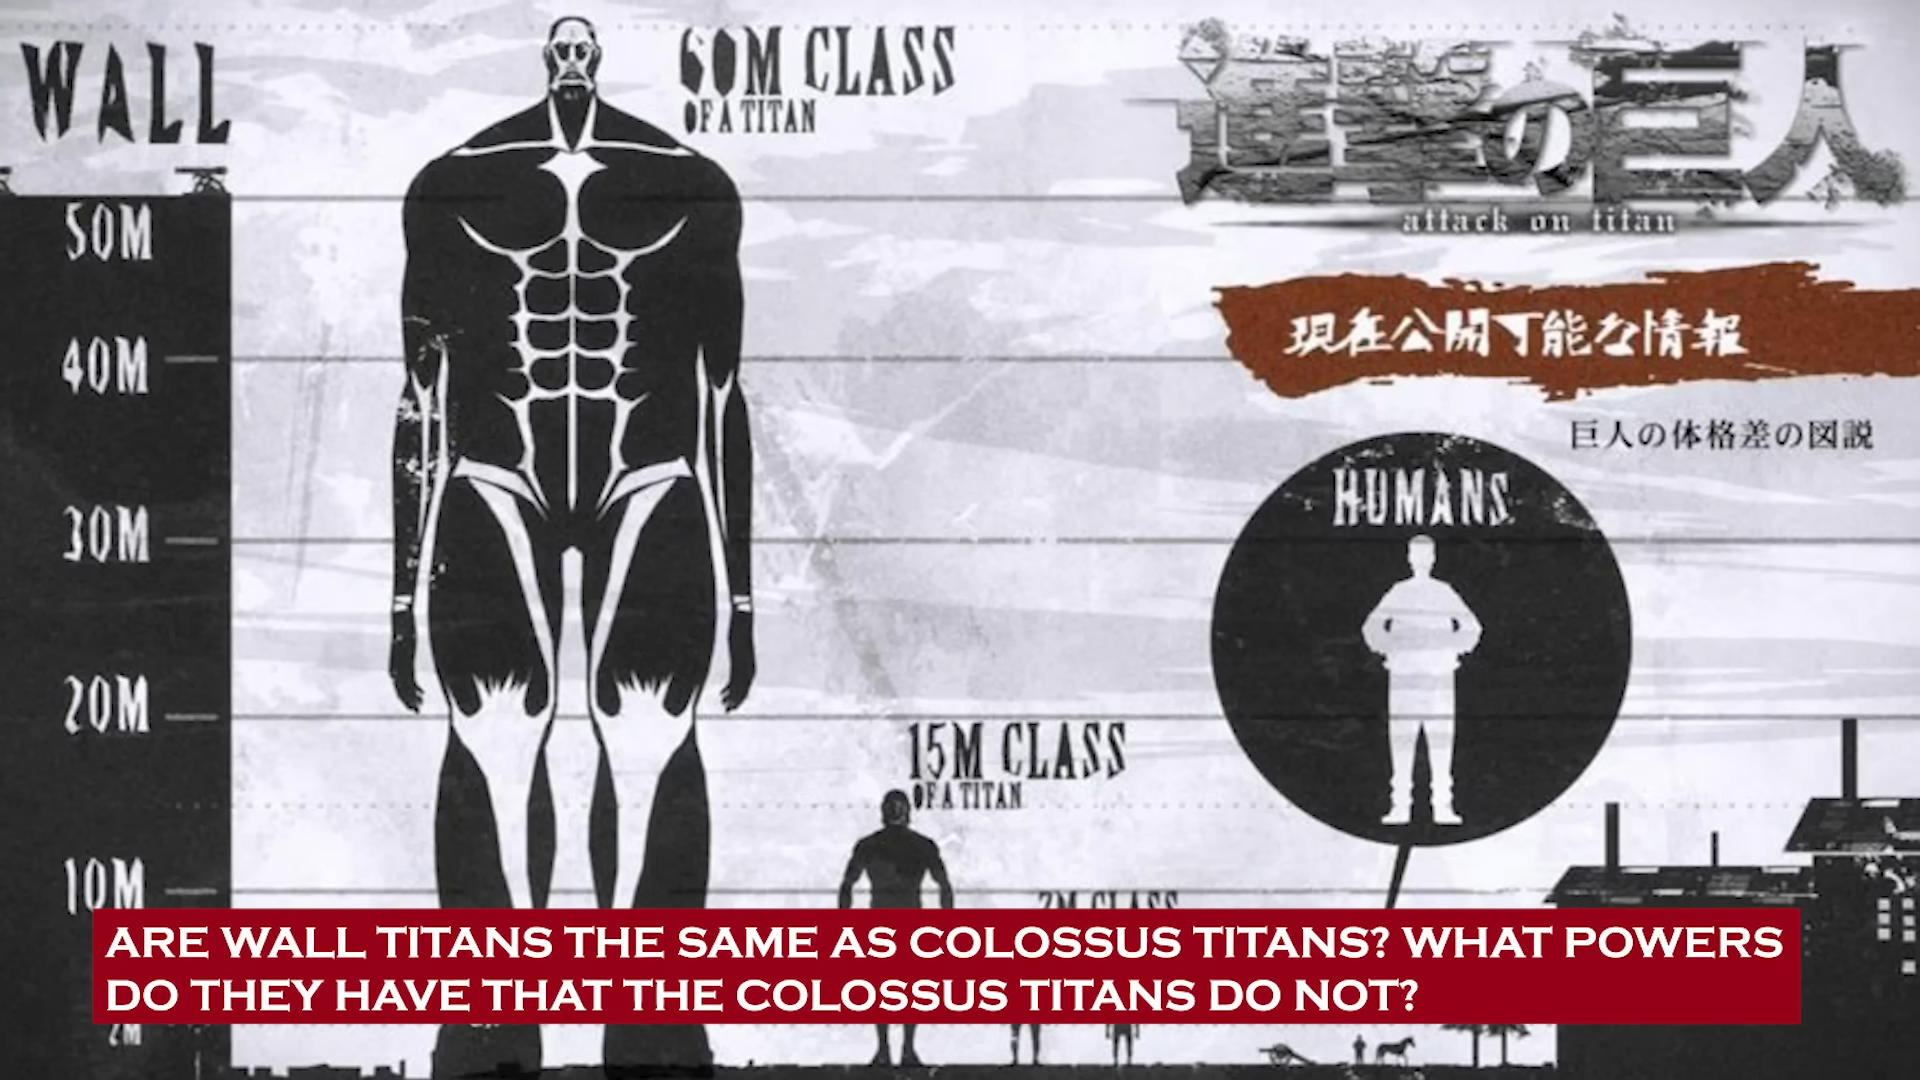 WALL
60M CLASS
OF A TITAN
進撃の巨人
attack on titan
50M
現在公開可能な情報
40M
巨人の体格差の図説
HUMANS
30M
20M
15M CLASS
OF A TITAN
10M
ARE WALL TITANS THE SAME AS COLOSSUS TITANS? WHAT POWERS
DO THEY HAVE THAT THE COLOSSUS TITANS DO NOT?
2M